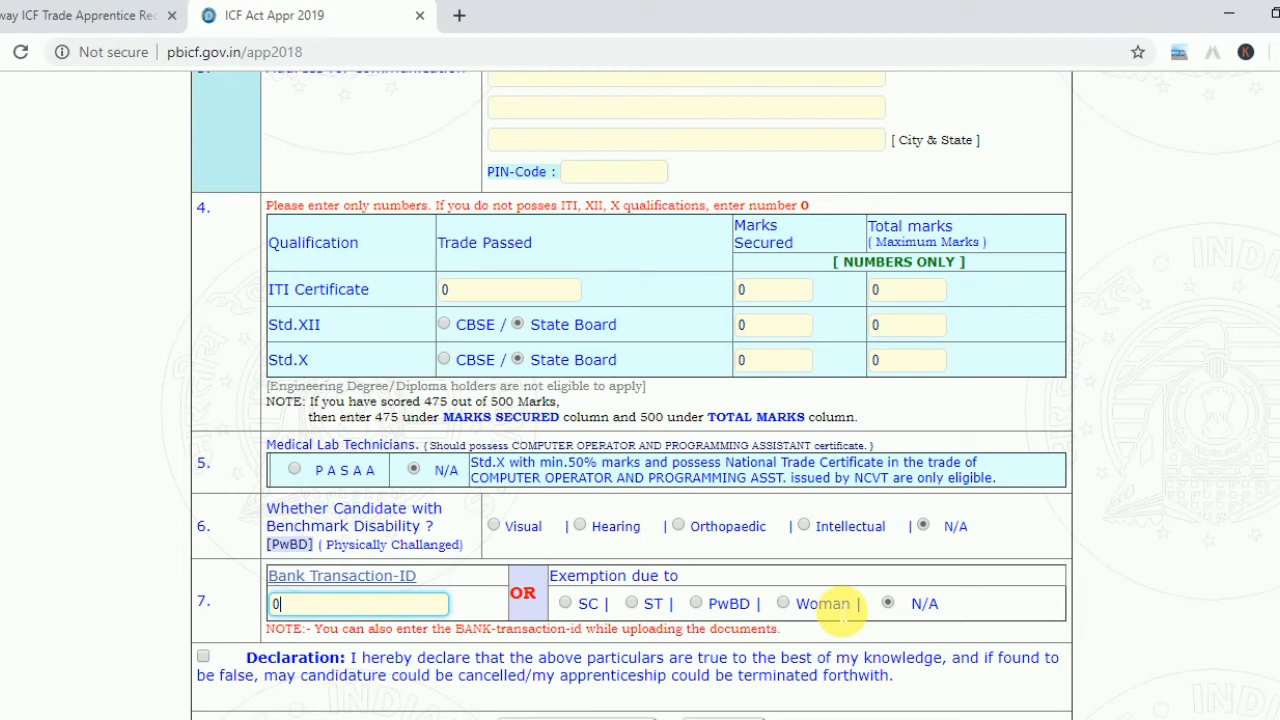 way ICF Trade Apprentice Rec
ICF Act Appr 2019
Not secure
pbicf.gov.in/app2018
K
[ City & State ]
PIN-Code :
4.
Please enter only numbers. If you do not posses ITI, XII, X qualifications, enter number 0
Qualification
Trade Passed
Marks Secured
Total marks
( Maximum Marks )
[ NUMBERS ONLY ]
ITI Certificate
0
0
0
Std.XII
CBSE /
State Board
0
0
Std.X
CBSE /
State Board
0
0
[Engineering Degree/Diploma holders are not eligible to apply]
NOTE: If you have scored 475 out of 500 Marks,
then enter 475 under MARKS SECURED column and 500 under TOTAL MARKS column.
5.
Medical Lab Technicians. { Should possess COMPUTER OPERATOR AND PROGRAMMING ASSISTANT certificate. }
P A S A A
N/A
Std.X with min.50% marks and possess National Trade Certificate in the trade of
COMPUTER OPERATOR AND PROGRAMMING ASST. issued by NCVT are only eligible.
6.
Whether Candidate with
Benchmark Disability ?
[PwBD] ( Physically Challanged)
Visual | Hearing | Orthopaedic | Intellectual | N/A
7.
Bank Transaction-ID
0
OR
Exemption due to
SC | ST | PwBD | Woman | N/A
NOTE:- You can also enter the BANK-transaction-id while uploading the documents.
Declaration: I hereby declare that the above particulars are true to the best of my knowledge, and if found to
be false, may candidature could be cancelled/my apprenticeship could be terminated forthwith.